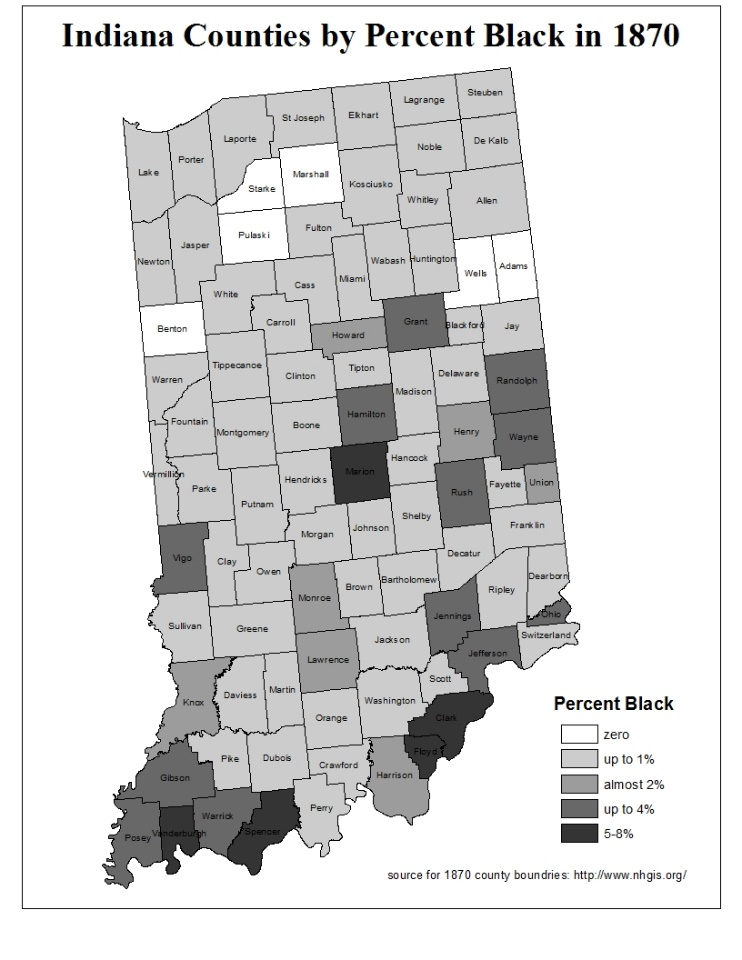 Indiana Counties by Percent Black in 1870
Steuben
Lagrange
Elkhart
St Joseph
Laporte
Porter
Lake
De Kalb
Noble
Marshall
Starke
Kosciusko
Whitley
Allen
Fulton
Pulaski
Jasper
Newton
Wabash
Huntington
Wells
Adams
Miami
Cass
White
Carroll
Benton
Howard
Grant
Blackford
Jay
Tippecanoe
Warren
Clinton
Tipton
Madison
Delaware
Randolph
Fountain
Montgomery
Boone
Hamilton
Henry
Wayne
Vermillion
Parke
Putnam
Hendricks
Marion
Hancock
Rush
Fayette
Union
Shelby
Johnson
Morgan
Franklin
Vigo
Clay
Owen
Decatur
Monroe
Brown
Bartholomew
Ripley
Dearborn
Sullivan
Greene
Jennings
Ohio
Switzerland
Jackson
Jefferson
Lawrence
Knox
Daviess
Martin
Scott
Washington
Orange
Clark
Floyd
Pike
Dubois
Crawford
Harrison
Gibson
Perry
Warrick
Spencer
Posey
Vanderburgh
Percent Black
zero
up to 1%
almost 2%
up to 4%
5-8%
source for 1870 county boundries: http://www.nhgis.org/